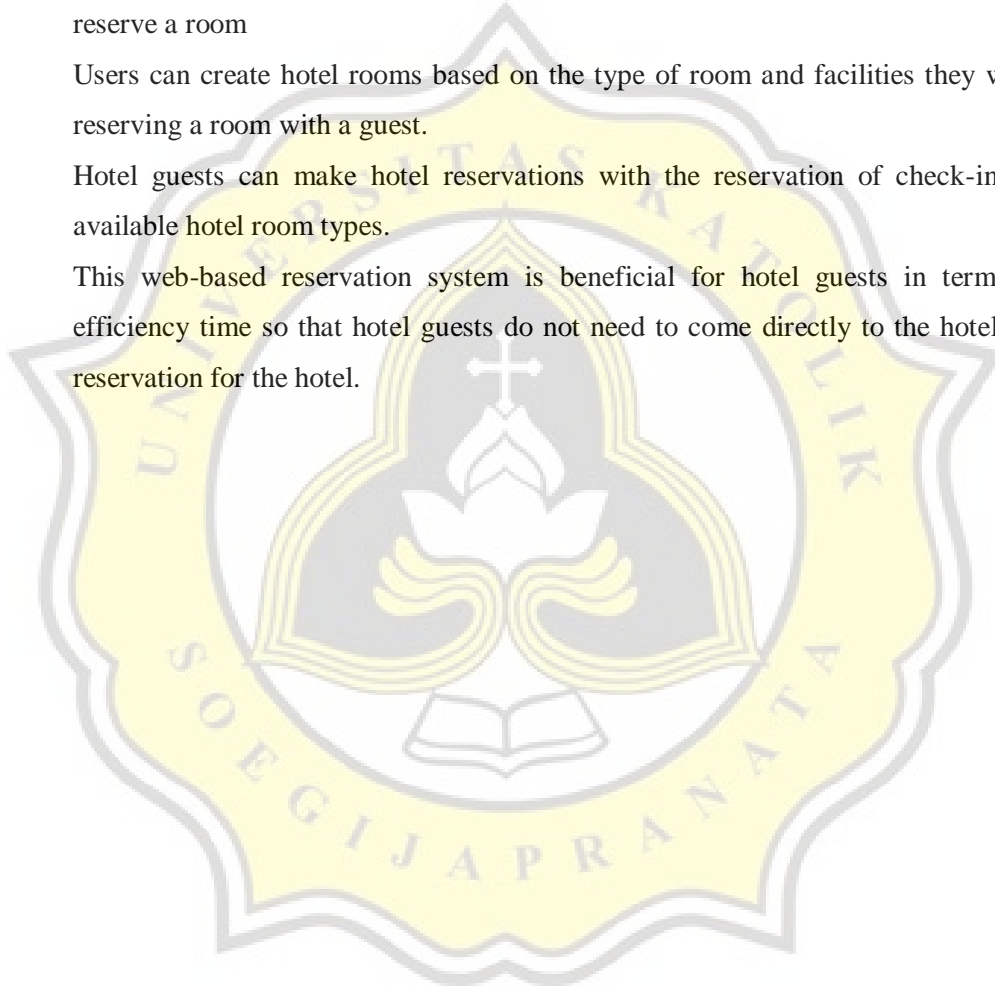 reserve a room
Users can create hotel rooms based on the type of room and facilities they w
reserving a room with a guest.
Hotel guests can make hotel reservations with the reservation of check-in
available hotel room types.
This web-based reservation system is beneficial for hotel guests in term
efficiency time so that hotel guests do not need to come directly to the hotel
reservation for the hotel.
UNIVERSITAS KATOLIK
SOEGIJAPRANATA